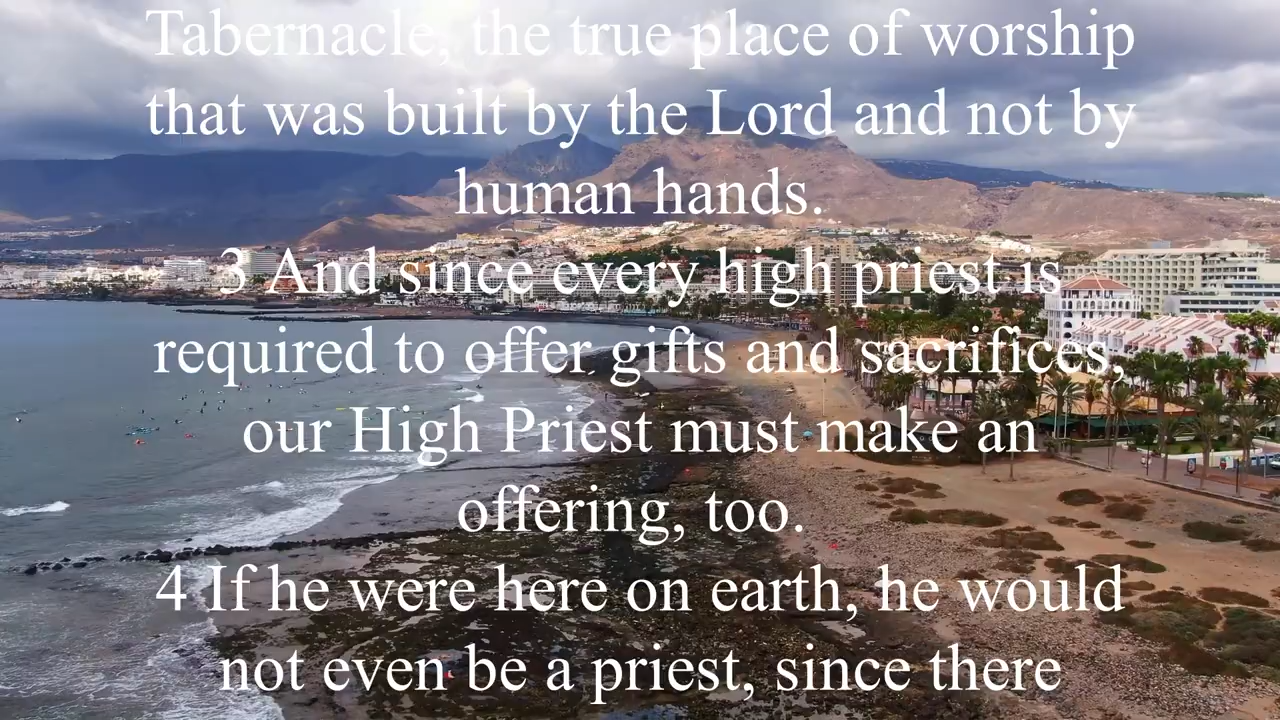 Tabernacle, the true place of worship
that was built by the Lord and not by
human hands.
3 And since every high priest is
required to offer gifts and sacrifices,
our High Priest must make an
offering, too.
4 If he were here on earth, he would
not even be a priest, since there